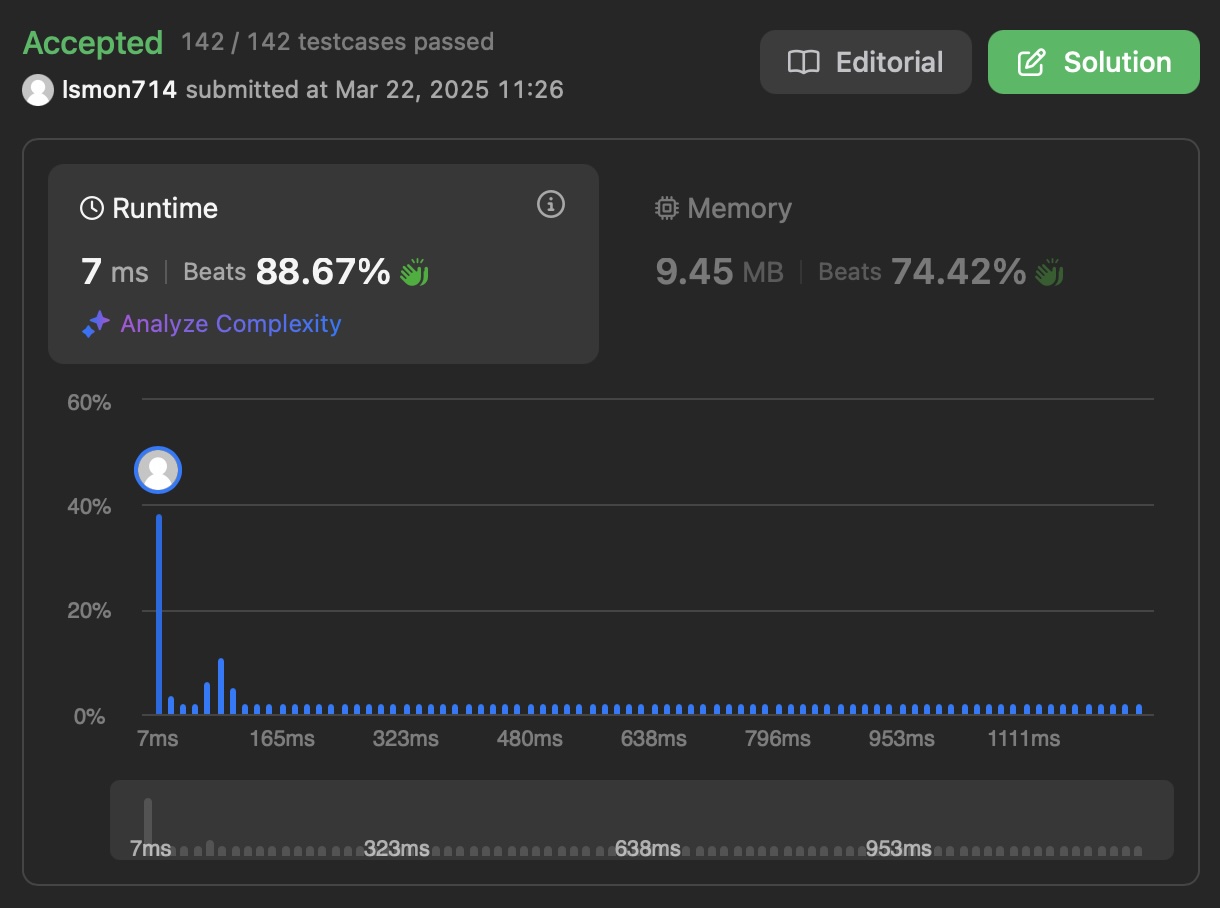 Accepted 142 / 142 testcases passed
lsmon714 submitted at Mar 22, 2025 11:26
Editorial
Solution
Runtime
7 ms | Beats 88.67%
Analyze Complexity
Memory
9.45 MB | Beats 74.42%
60%
40%
20%
0%
7ms 165ms 323ms 480ms 638ms 796ms 953ms 1111ms
7ms 323ms 638ms 953ms